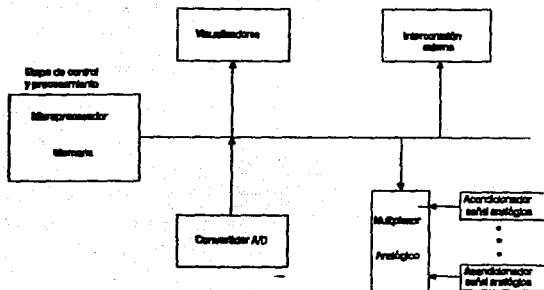 Visualizadores
Interconexión
externa
Etapa de control
y procesamiento
Microprocesador
Memoria
Convertidor A/D
Multiplexor
Analógico
Acondicionador
señal analógica
Acondicionador
señal analógica